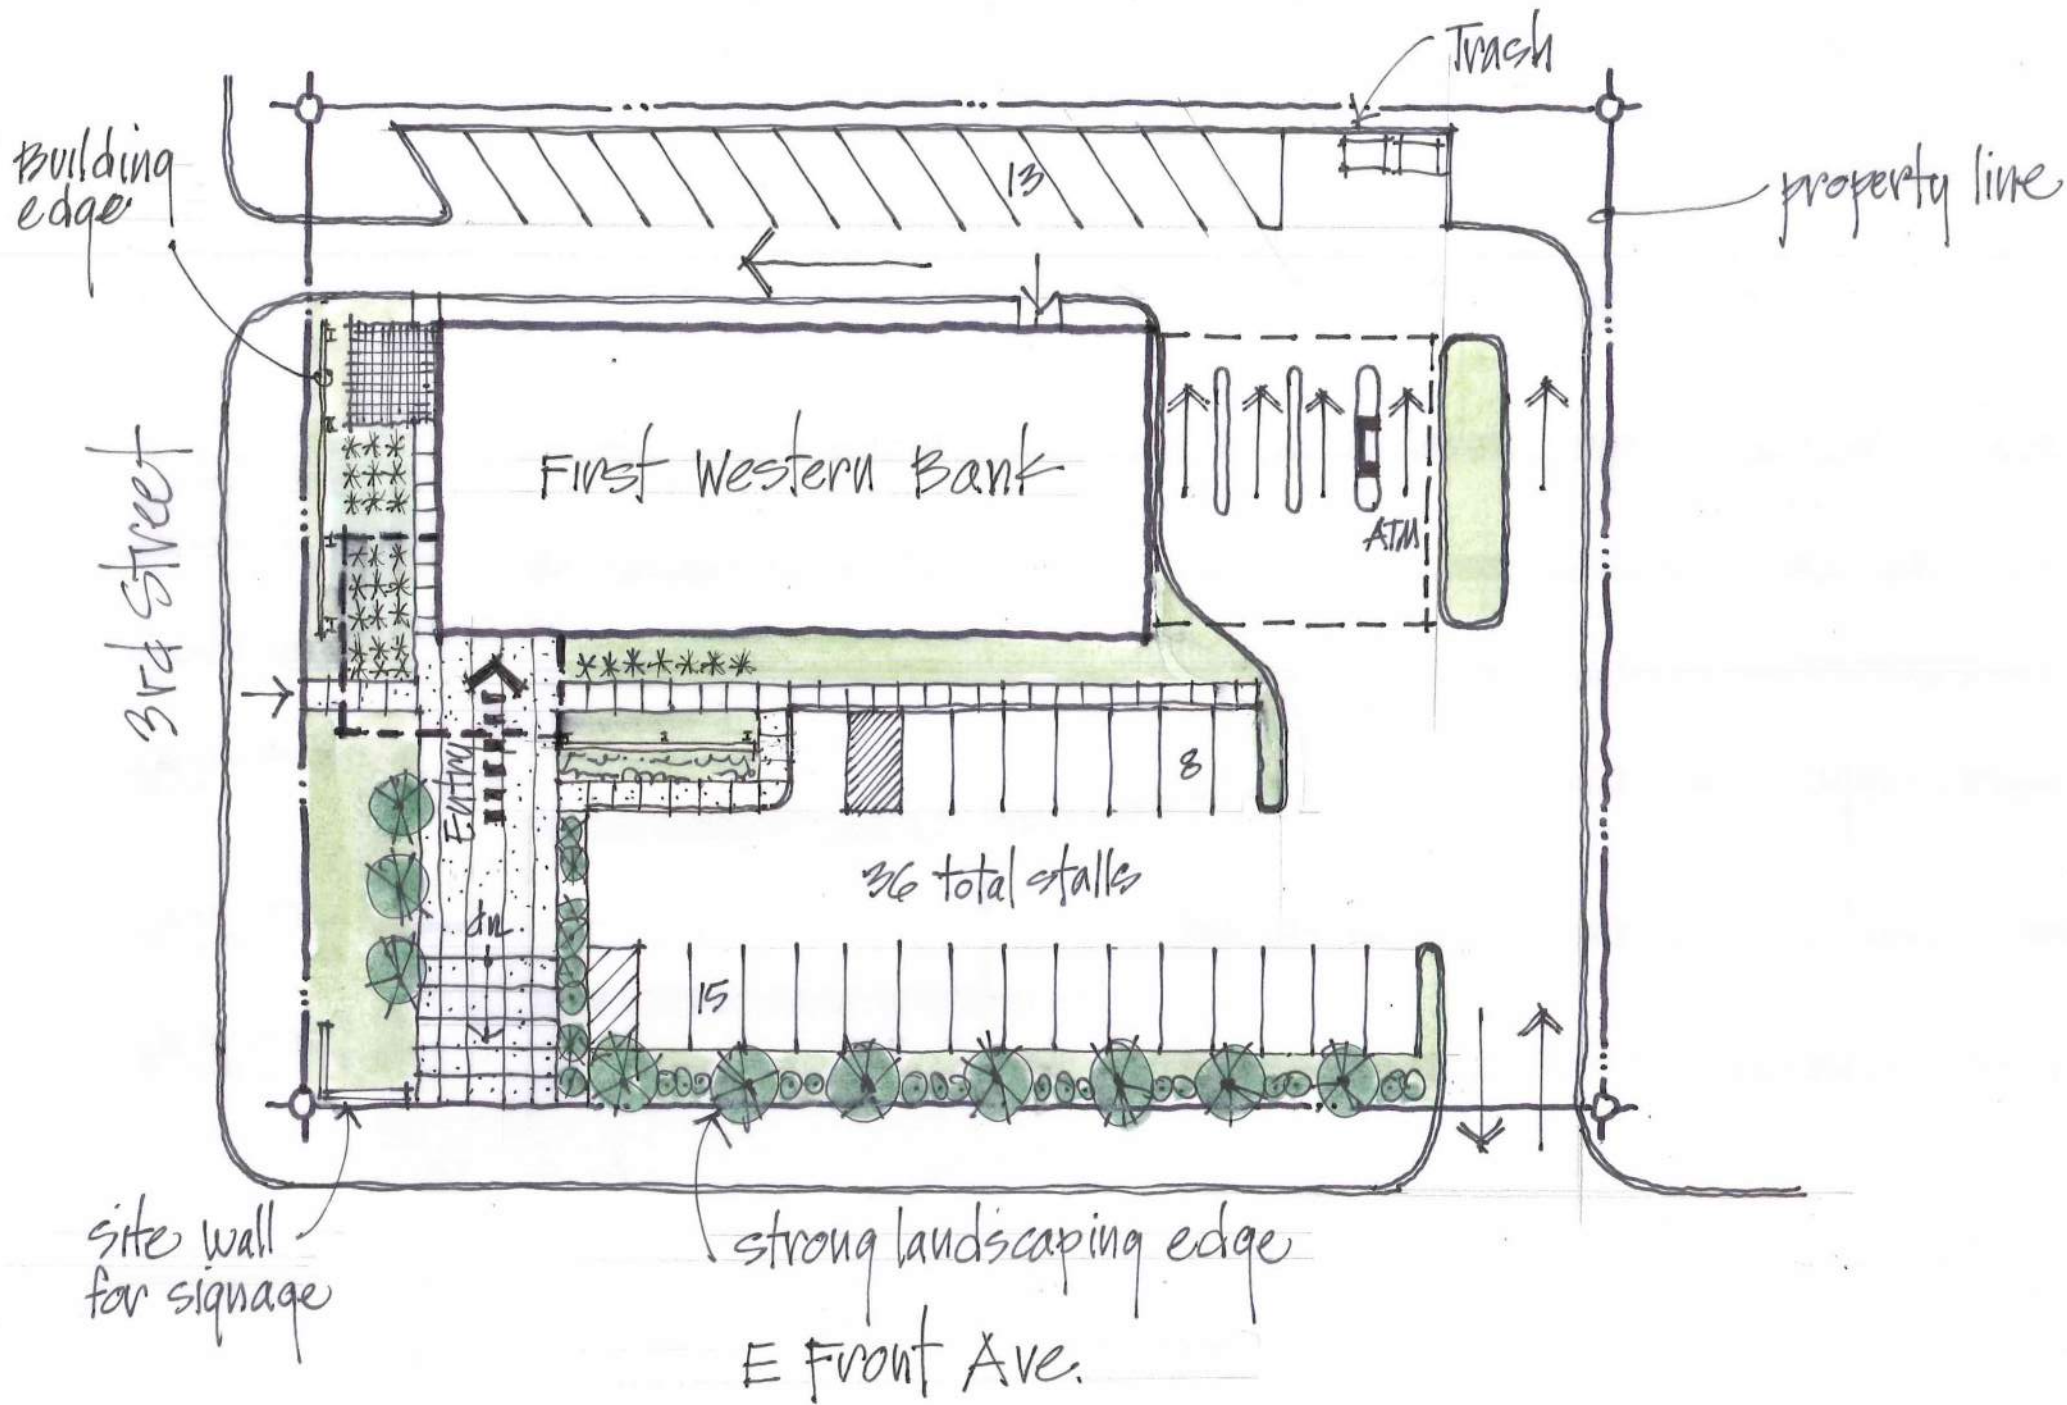 Trash
Building
edge
13
property line
First Western Bank
ATM
3rd Street
Entry
8
36 total stalls
dn
15
site wall
for signage
strong landscaping edge
E Front Ave.